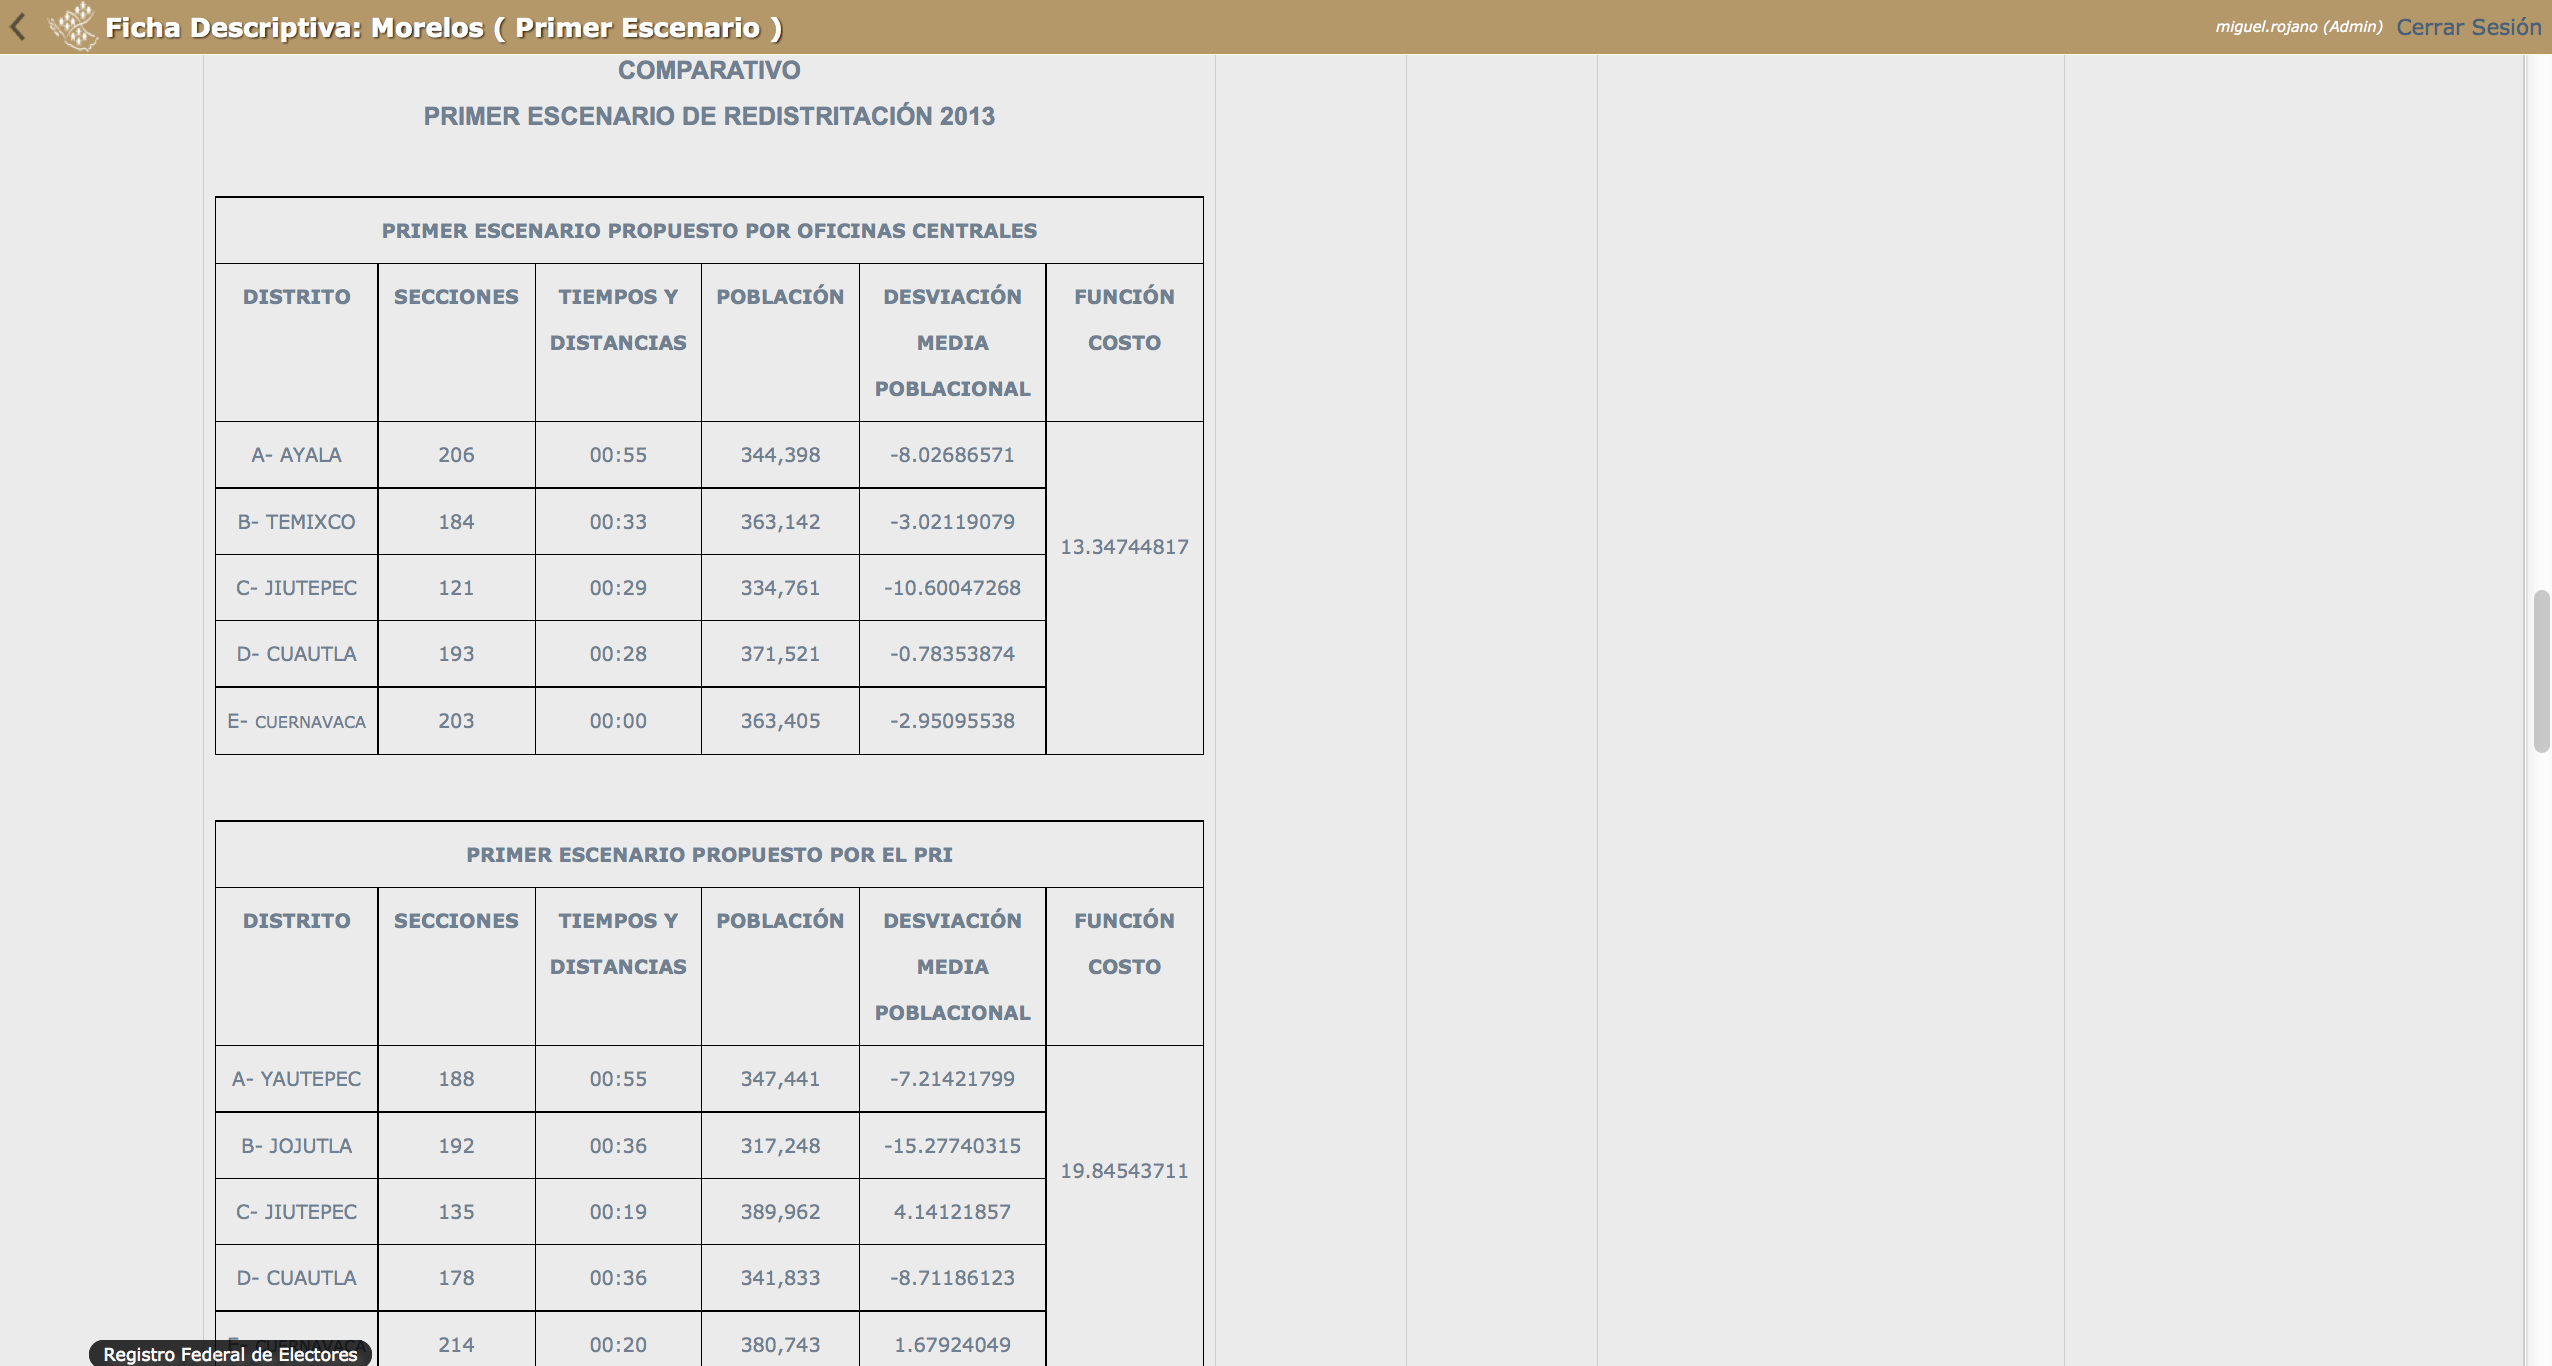 Ficha Descriptiva: Morelos ( Primer Escenario )
miguel.rojano (Admin) Cerrar Sesión
COMPARATIVO
PRIMER ESCENARIO DE REDISTRITACIÓN 2013
PRIMER ESCENARIO PROPUESTO POR OFICINAS CENTRALES
DISTRITO SECCIONES TIEMPOS Y POBLACIÓN DESVIACIÓN FUNCIÓN
DISTANCIAS MEDIA COSTO
POBLACIONAL
A- AYALA 206 00:55 344,398 -8.02686571
B- TEMIXCO 184 00:33 363,142 -3.02119079
13.34744817
C- JIUTEPEC 121 00:29 334,761 -10.60047268
D- CUAUTLA 193 00:28 371,521 -0.78353874
E- CUERNAVACA 203 00:00 363,405 -2.95095538
PRIMER ESCENARIO PROPUESTO POR EL PRI
DISTRITO SECCIONES TIEMPOS Y POBLACIÓN DESVIACIÓN FUNCIÓN
DISTANCIAS MEDIA COSTO
POBLACIONAL
A- YAUTEPEC 188 00:55 347,441 -7.21421799
B- JOJUTLA 192 00:36 317,248 -15.27740315
19.84543711
C- JIUTEPEC 135 00:19 389,962 4.14121857
D- CUAUTLA 178 00:36 341,833 -8.71186123
E- CUERNAVACA 214 00:20 380,743 1.67924049
Registro Federal de Electores